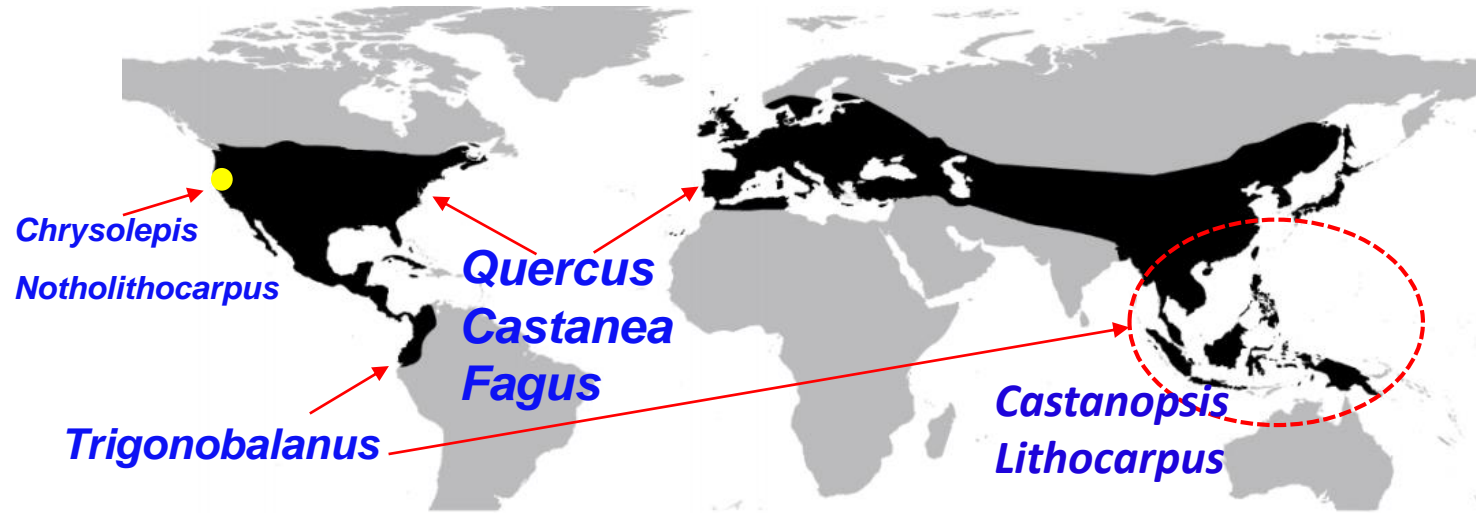 Chrysolepis
Notholithocarpus
Quercus
Castanea
Fagus
Trigonobalanus
Castanopsis
Lithocarpus